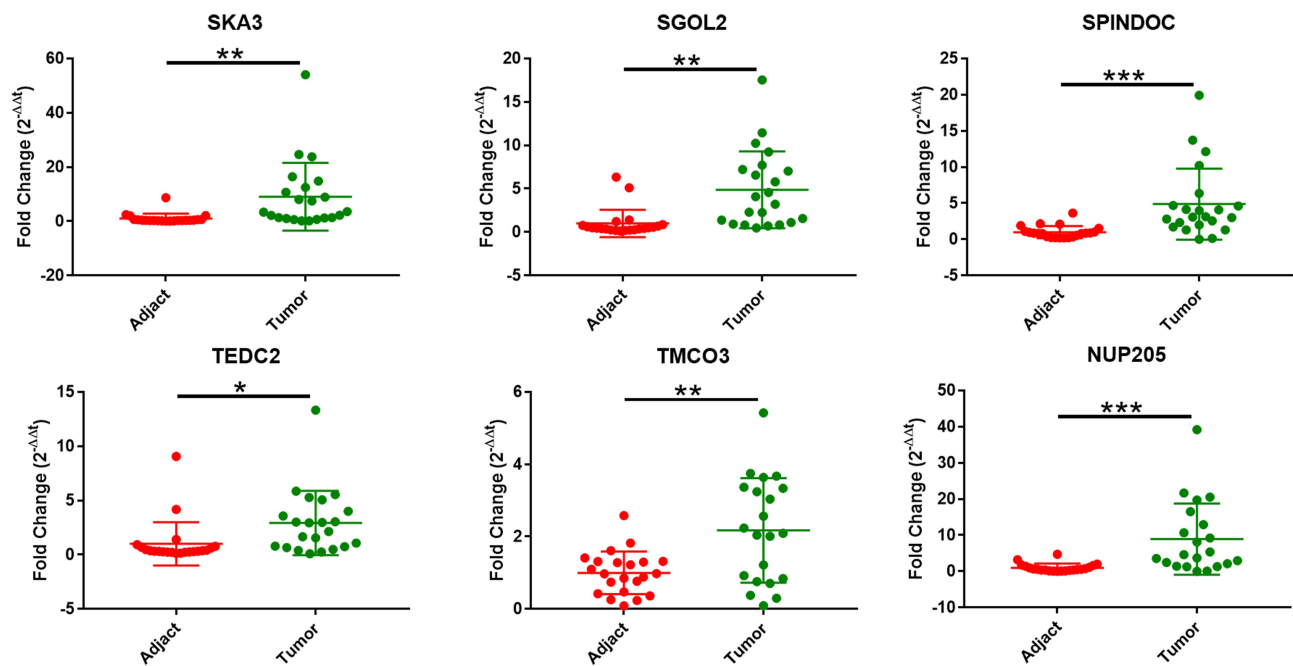 SKA3
SGOL2
SPINDOC
Fold Change (2^-ΔΔt)
60
40
20
0
-20
**
Adjact
Tumor
Fold Change (2^-ΔΔt)
20
15
10
5
0
-5
**
Adjact
Tumor
Fold Change (2^-ΔΔt)
25
20
15
10
5
0
-5
***
Adjact
Tumor
TEDC2
TMCO3
NUP205
Fold Change (2^-ΔΔt)
15
10
5
0
-5
*
Adjact
Tumor
Fold Change (2^-ΔΔt)
6
4
2
0
**
Adjact
Tumor
Fold Change (2^-ΔΔt)
50
40
30
20
10
0
-10
***
Adjact
Tumor